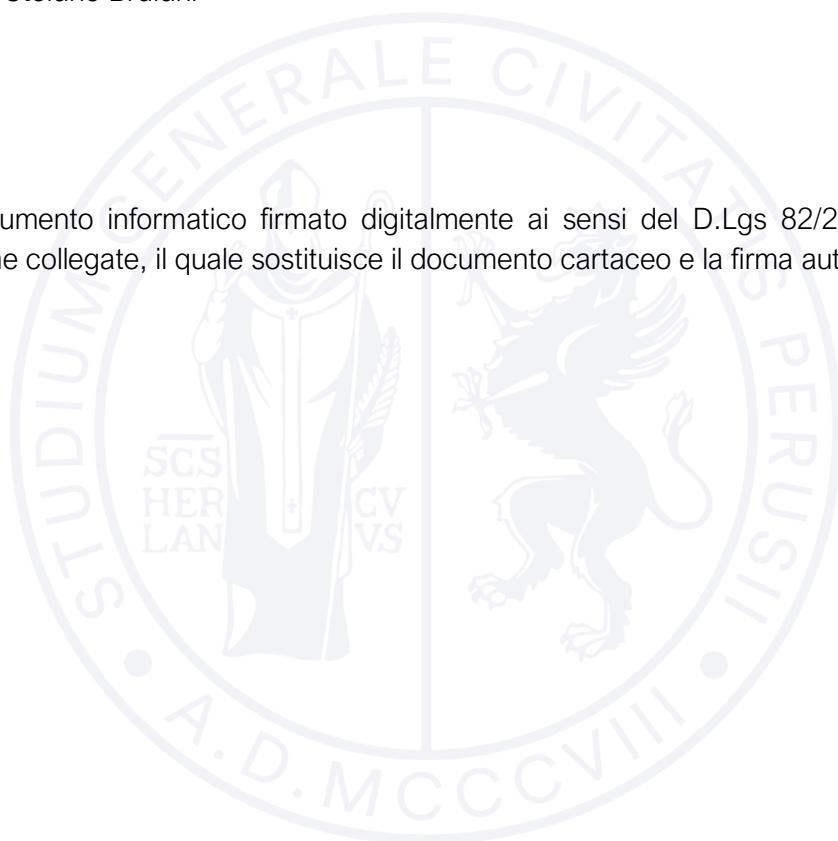 umento informatico firmato digitalmente ai sensi del D.Lgs 82/2
ne collegate, il quale sostituisce il documento cartaceo e la firma aut
STUDIUM GENERALE CIVITATIS PERUSII
SCS
HER
LAN
CV
VS
A.D. MCCCVIII